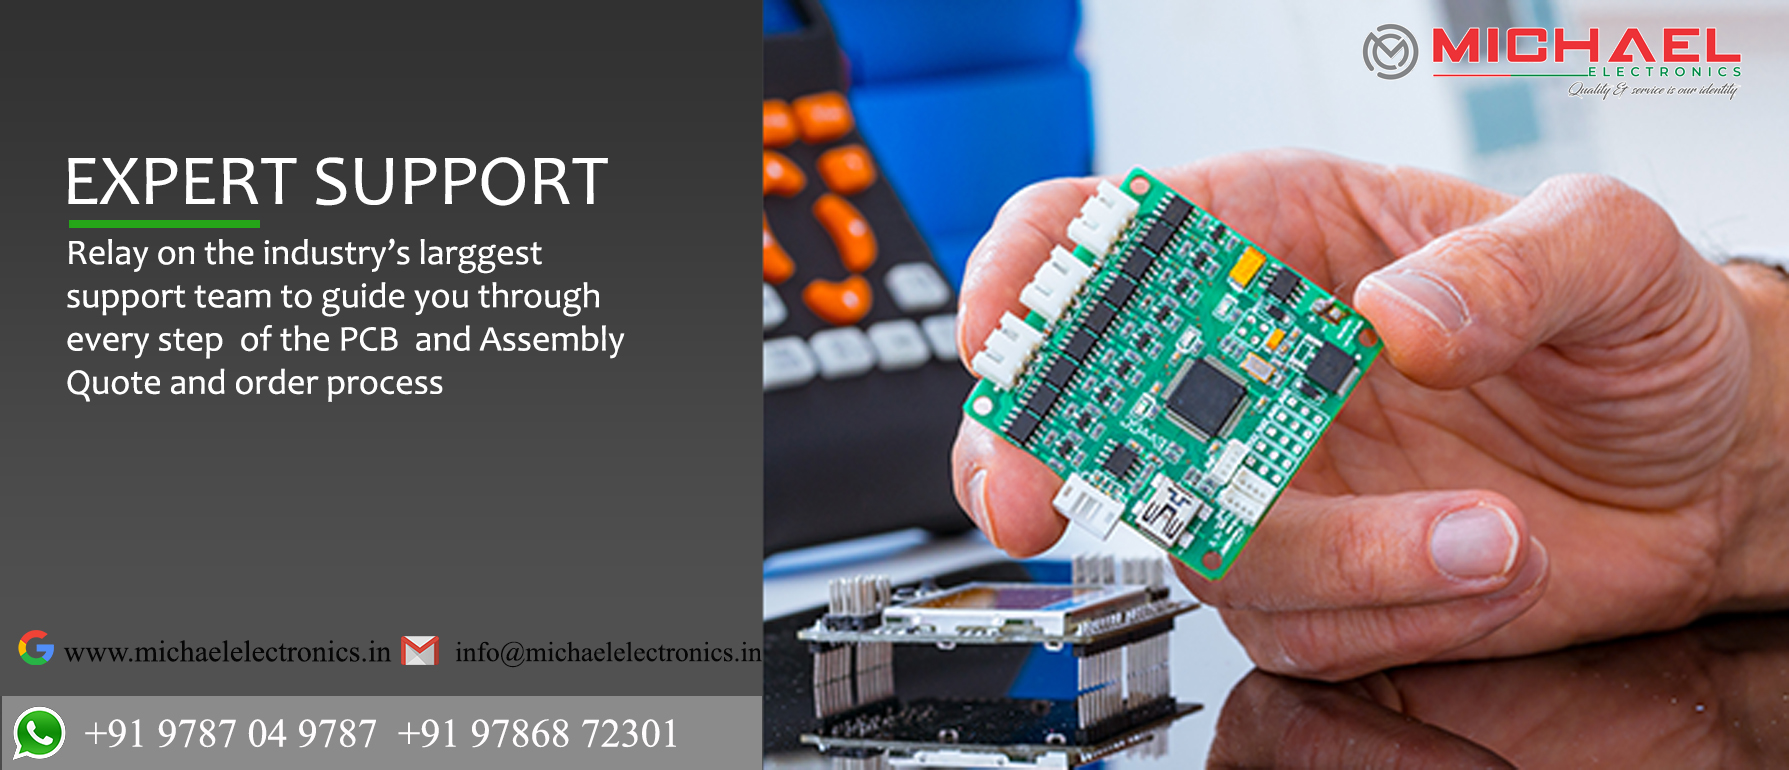 MICHAEL
ELECTRONICS
Quality & service is our identity
EXPERT SUPPORT
Relay on the industry’s larggest
support team to guide you through
every step of the PCB and Assembly
Quote and order process
www.michaelelectronics.in info@michaelelectronics.in
+91 9787 04 9787 +91 97868 72301